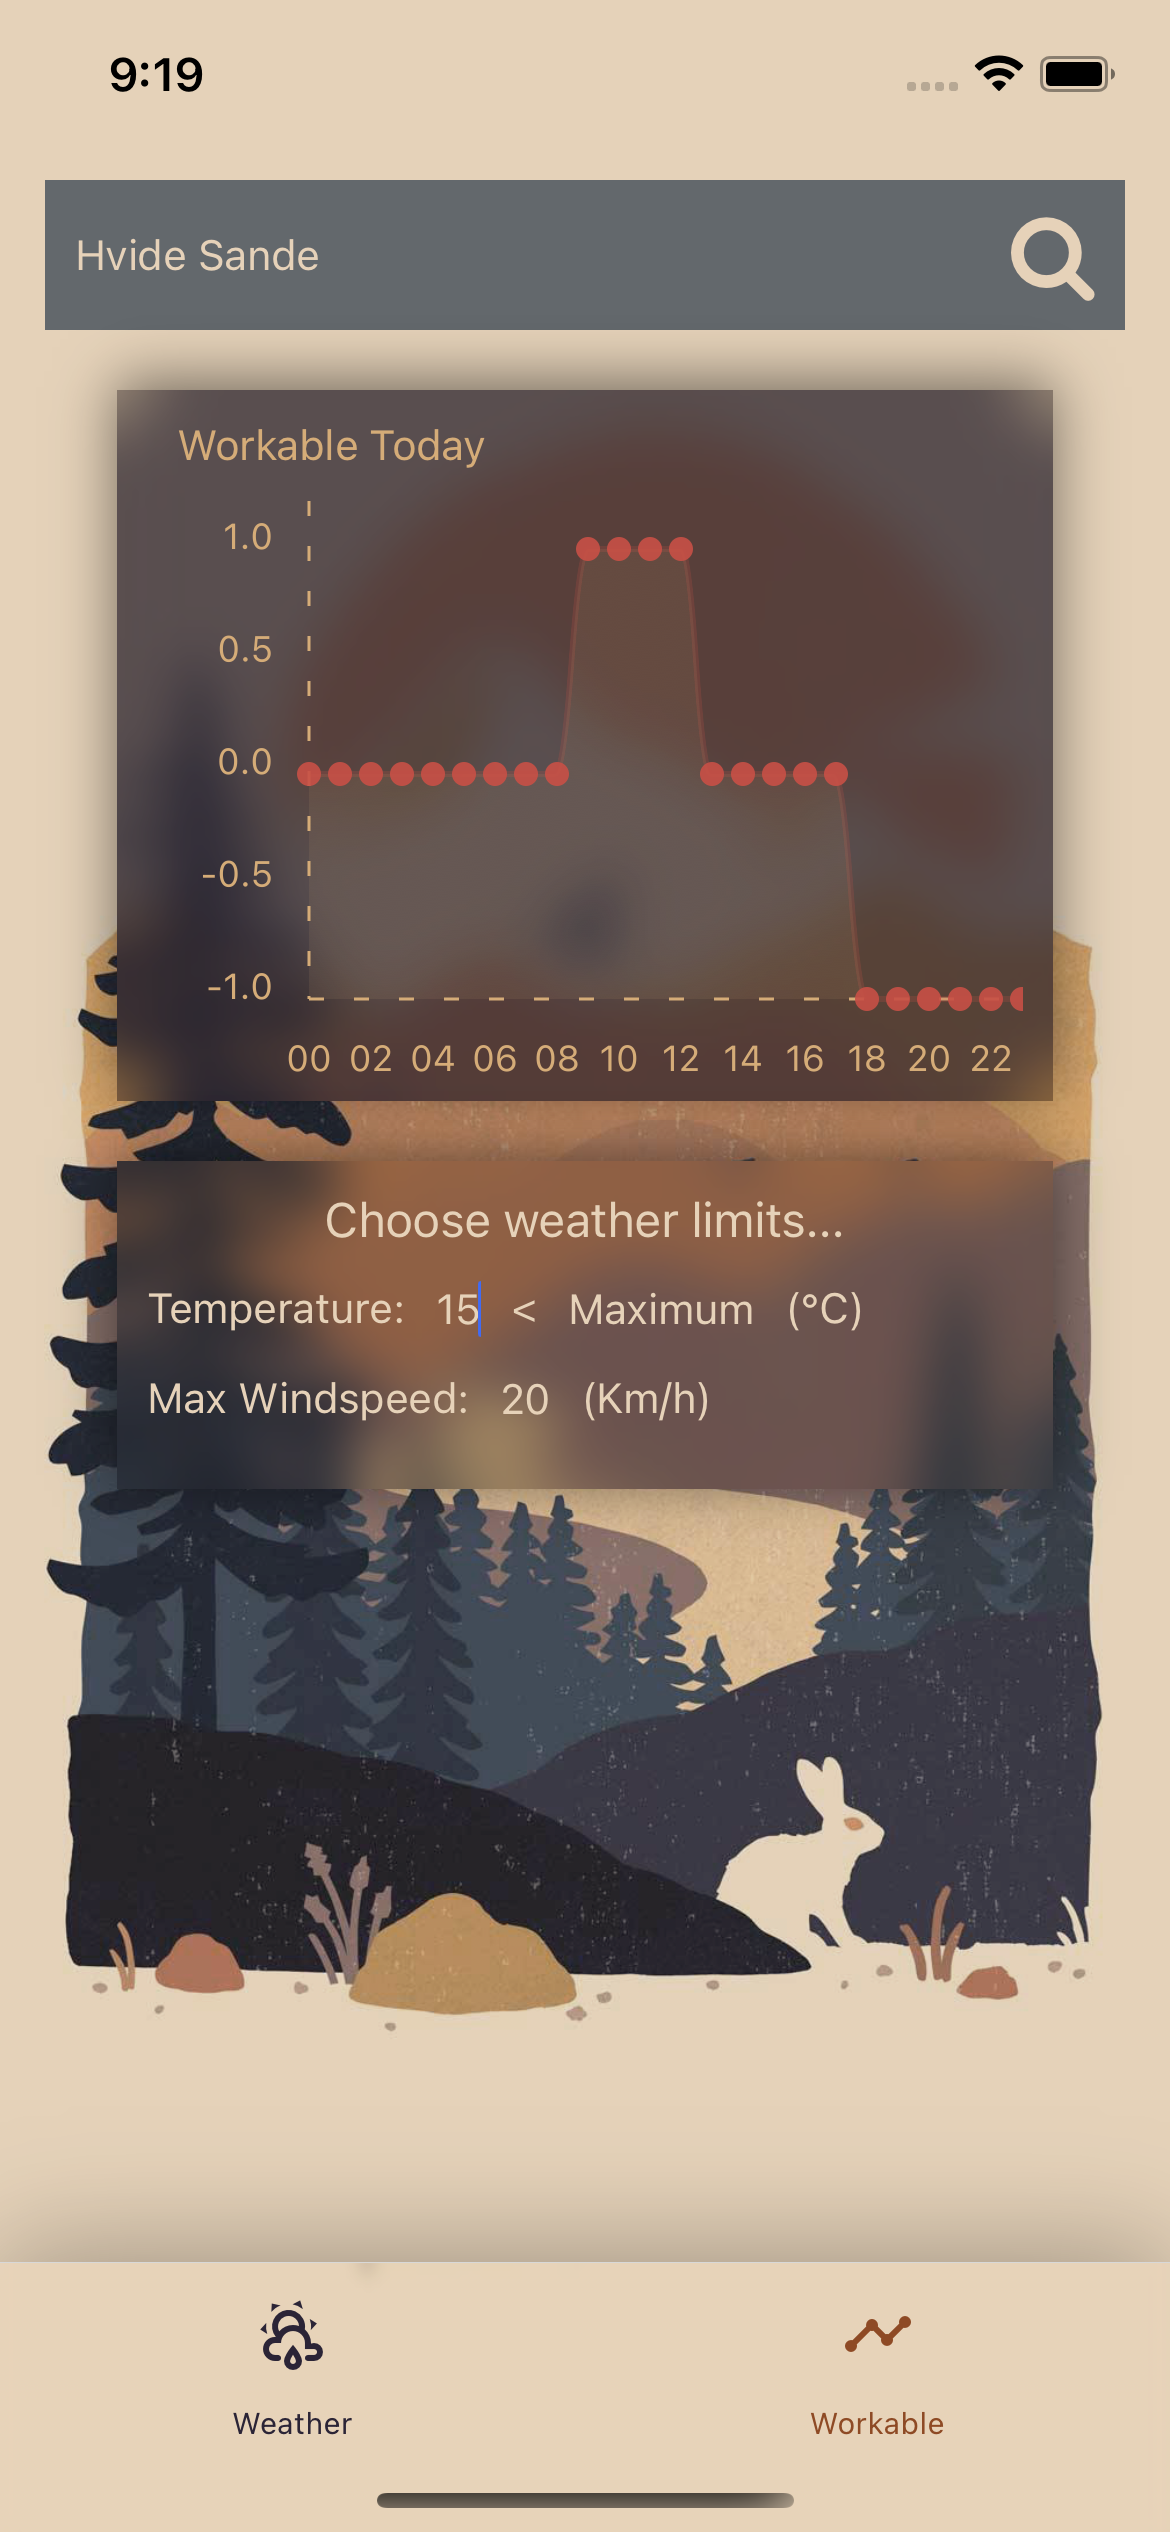 9:19
Hvide Sande
Workable Today
1.0
0.5
0.0
-0.5
-1.0
00 02 04 06 08 10 12 14 16 18 20 22
Choose weather limits...
Temperature: 15 < Maximum (°C)
Max Windspeed: 20 (Km/h)
Weather Workable